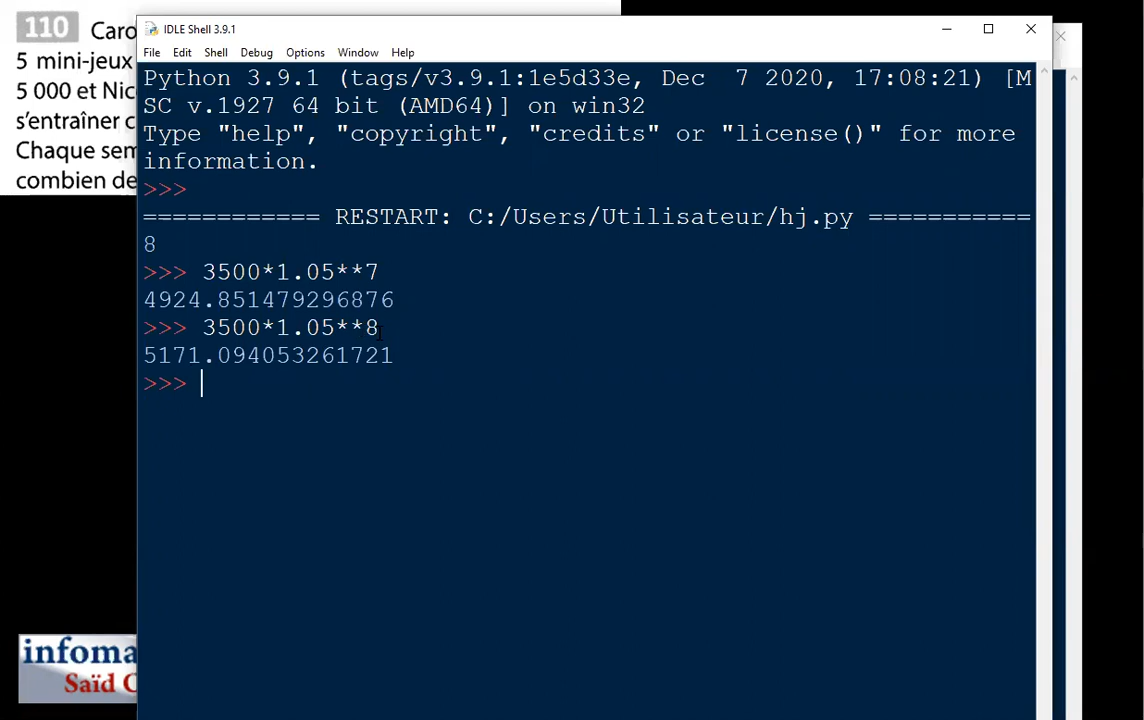 110 Caro
5 mini-jeux
5 000 et Nic
s'entraîner c
Chaque sem
combien de
IDLE Shell 3.9.1
File Edit Shell Debug Options Window Help
Python 3.9.1 (tags/v3.9.1:1e5d33e, Dec 7 2020, 17:08:21) [M
SC v.1927 64 bit (AMD64)] on win32
Type "help", "copyright", "credits" or "license()" for more
information.
>>>
============ RESTART: C:/Users/Utilisateur/hj.py ===========
8
>>> 3500*1.05**7
4924.851479296876
>>> 3500*1.05**8
5171.094053261721
>>>
infoma
Saïd C